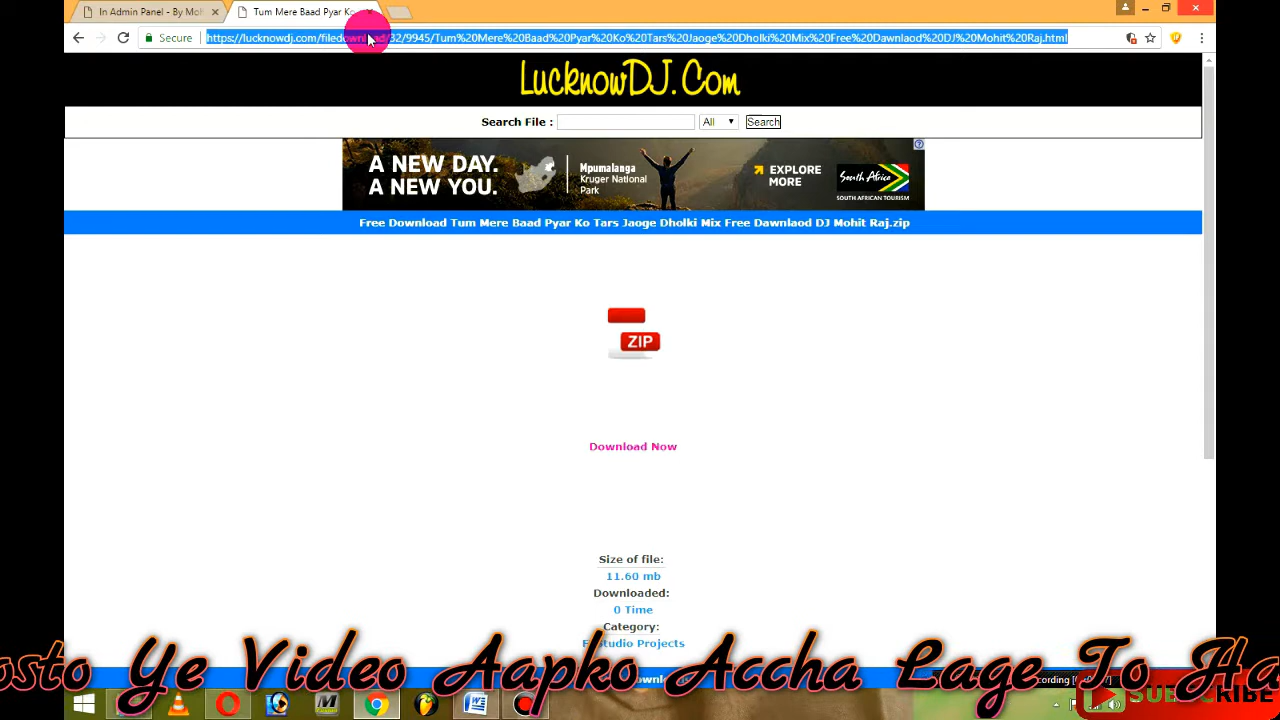 In Admin Panel - By Moh
Tum Mere Baad Pyar Ko
Secure
https://lucknowdj.com/filedownload/32/9945/Tum%20Mere%20Baad%20Pyar%20Ko%20Tars%20Jaoge%20Dholki%20Mix%20Free%20Dawnlaod%20DJ%20Mohit%20Raj.html
LucknowDJ.Com
Search File :
All
Search
A NEW DAY.
A NEW YOU.
Mpumalanga
Kruger National
Park
EXPLORE
MORE
South Africa
SOUTH AFRICAN TOURISM
Free Download Tum Mere Baad Pyar Ko Tars Jaoge Dholki Mix Free Dawnlaod DJ Mohit Raj.zip
ZIP
Download Now
Size of file:
11.60 mb
Downloaded:
0 Time
Category:
Studio Projects
osto Ye Video Aapko Accha Lage To Ha
SUBSCRIBE